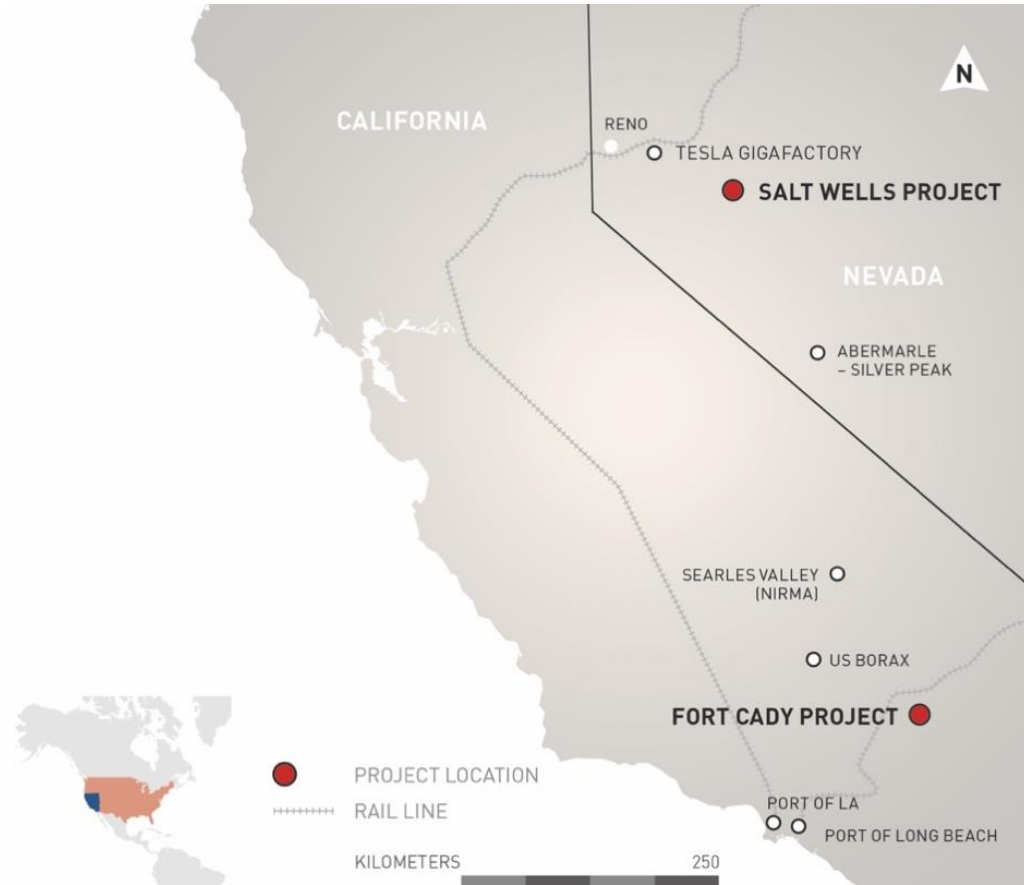 N
CALIFORNIA
RENO
TESLA GIGAFACTORY
SALT WELLS PROJECT
NEVADA
ABERMARLE
– SILVER PEAK
SEARLES VALLEY
(NIRMA)
US BORAX
FORT CADY PROJECT
PROJECT LOCATION
RAIL LINE
PORT OF LA
PORT OF LONG BEACH
KILOMETERS 250